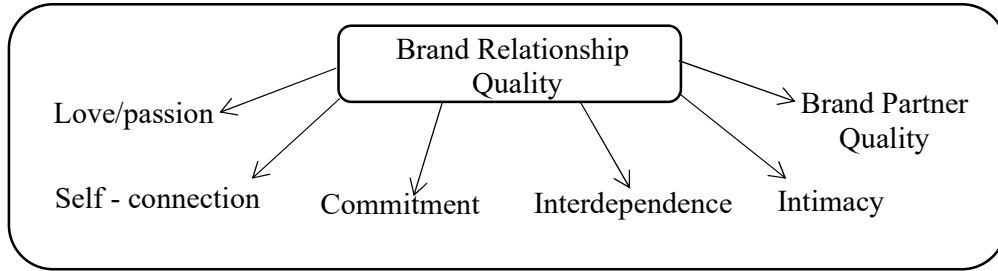 Brand Relationship
Quality
Love/passion
Brand Partner
Quality
Self - connection
Commitment
Interdependence
Intimacy